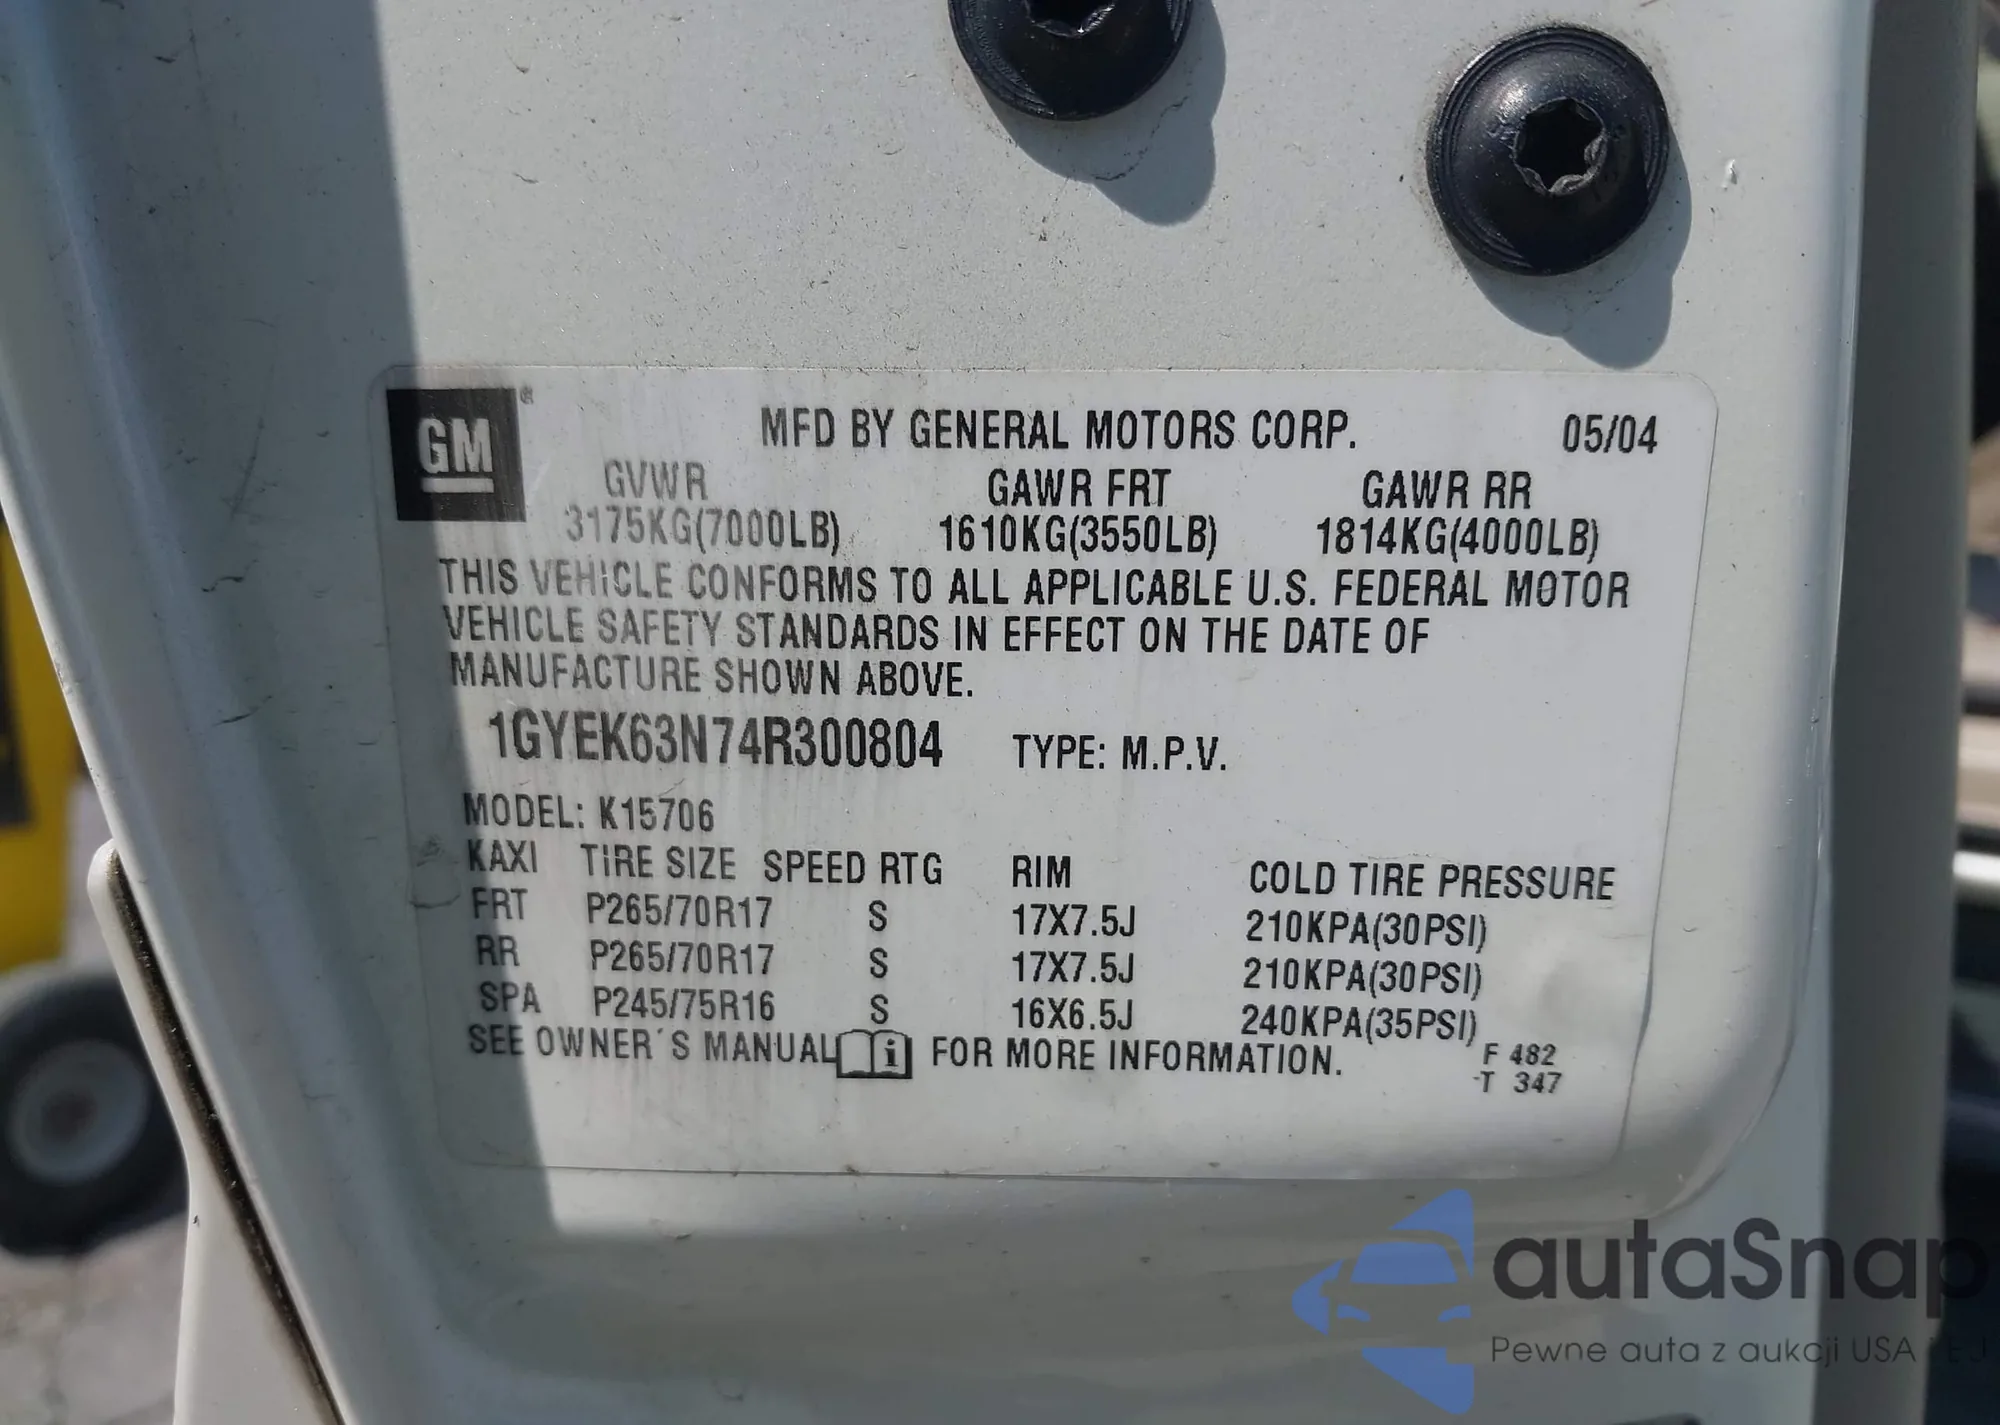 GM®
MFD BY GENERAL MOTORS CORP. 05/04
GVWR GAWR FRT GAWR RR
3175KG(7000LB) 1610KG(3550LB) 1814KG(4000LB)
THIS VEHICLE CONFORMS TO ALL APPLICABLE U.S. FEDERAL MOTOR
VEHICLE SAFETY STANDARDS IN EFFECT ON THE DATE OF
MANUFACTURE SHOWN ABOVE.
1GYEK63N74R300804 TYPE: M.P.V.
MODEL: K15706
KAXI TIRE SIZE SPEED RTG RIM COLD TIRE PRESSURE
FRT P265/70R17 S 17X7.5J 210KPA(30PSI)
RR P265/70R17 S 17X7.5J 210KPA(30PSI)
SPA P245/75R16 S 16X6.5J 240KPA(35PSI)
SEE OWNER´S MANUAL i FOR MORE INFORMATION.
F 482
T 347
autaSnap
Pewne auta z aukcji USA i EU